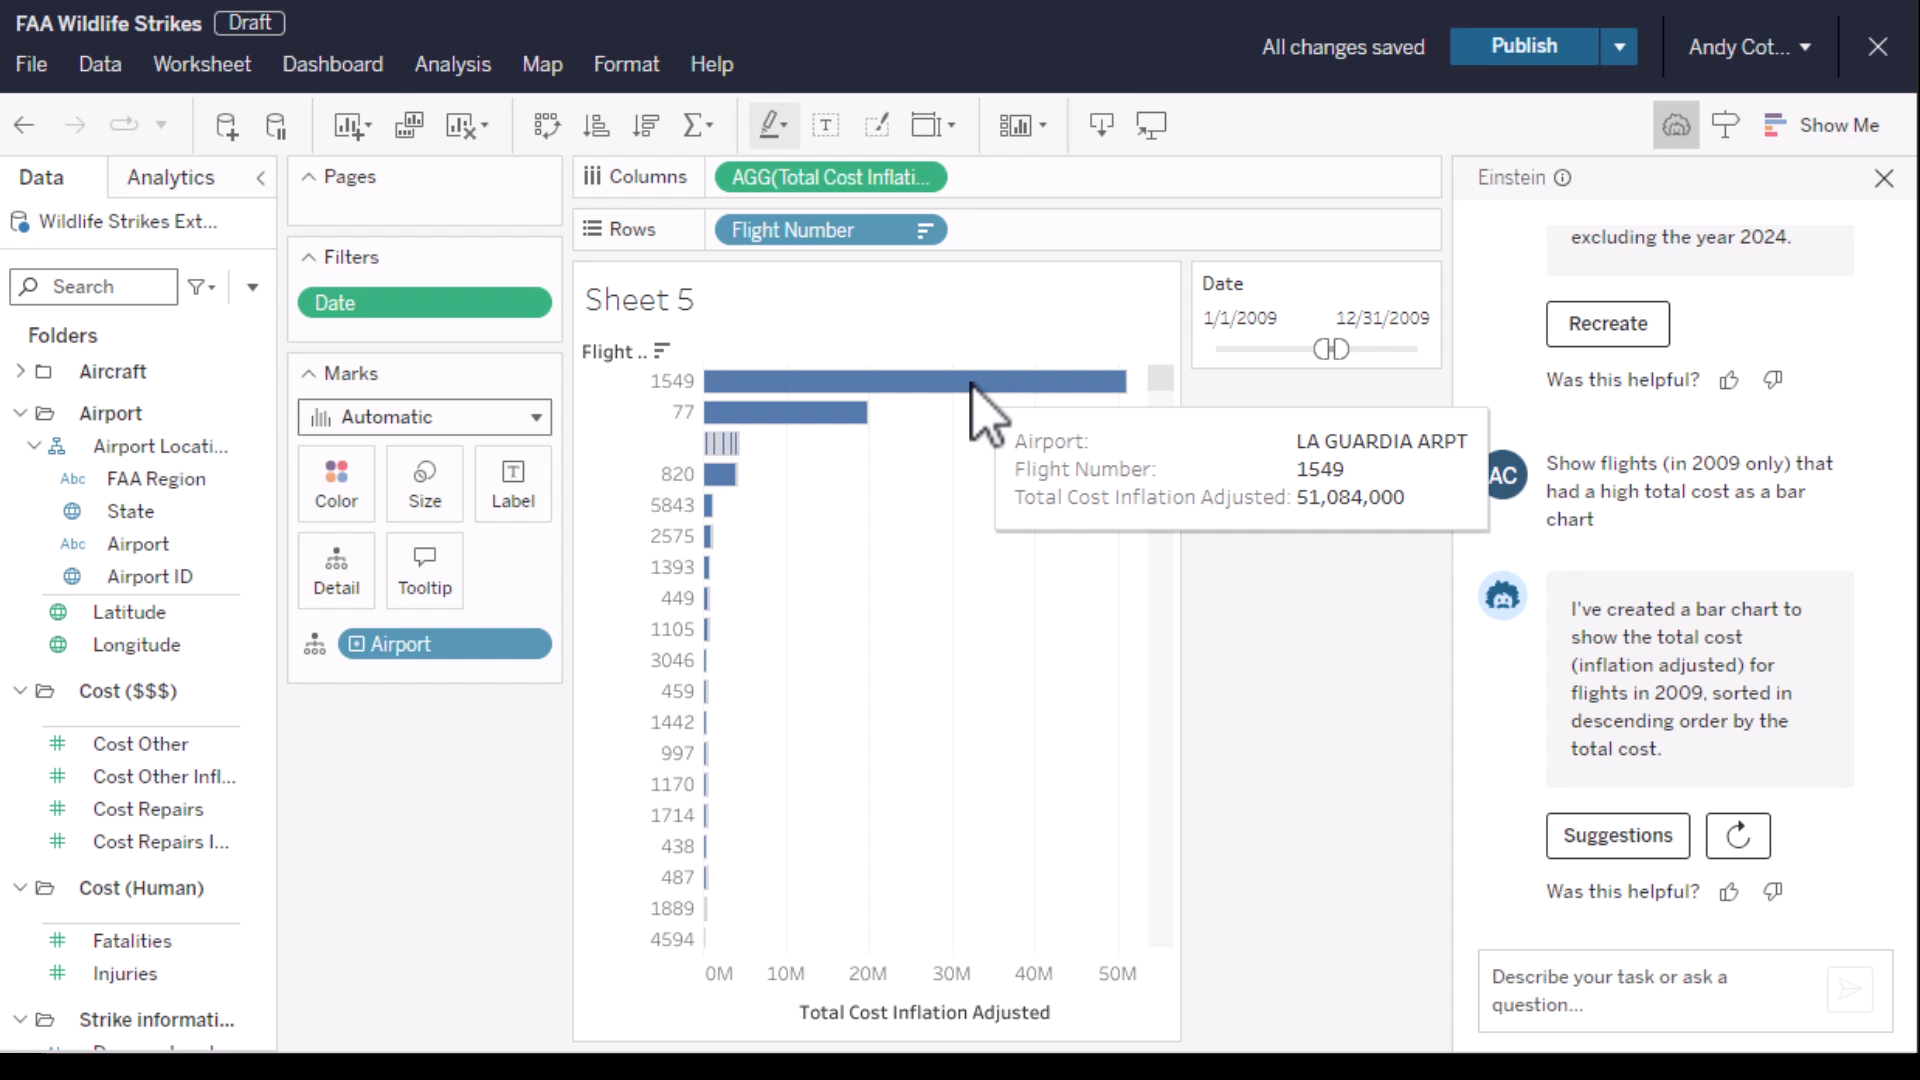 FAA Wildlife Strikes Draft
File Data Worksheet Dashboard Analysis Map Format Help
All changes saved
Publish
Andy Cot...
Show Me
Data
Analytics
Wildlife Strikes Ext...
Search
Folders
Aircraft
Airport
Airport Locati...
Abc FAA Region
State
Abc Airport
Airport ID
Latitude
Longitude
Cost ($$$)
Cost Other
Cost Other Infl...
Cost Repairs
Cost Repairs I...
Cost (Human)
Fatalities
Injuries
Strike informati...
Pages
Filters
Date
Marks
Automatic
Color
Size
Label
Detail
Tooltip
Airport
Columns
AGG(Total Cost Inflati...
Rows
Flight Number
Sheet 5
Flight ..
1549
77
820
5843
2575
1393
449
1105
3046
459
1442
997
1170
1714
438
487
1889
4594
0M 10M 20M 30M 40M 50M
Total Cost Inflation Adjusted
Airport: LA GUARDIA ARPT
Flight Number: 1549
Total Cost Inflation Adjusted: 51,084,000
Date
1/1/2009 12/31/2009
Einstein
excluding the year 2024.
Recreate
Was this helpful?
AC
Show flights (in 2009 only) that
had a high total cost as a bar
chart
I've created a bar chart to
show the total cost
(inflation adjusted) for
flights in 2009, sorted in
descending order by the
total cost.
Suggestions
Was this helpful?
Describe your task or ask a
question...